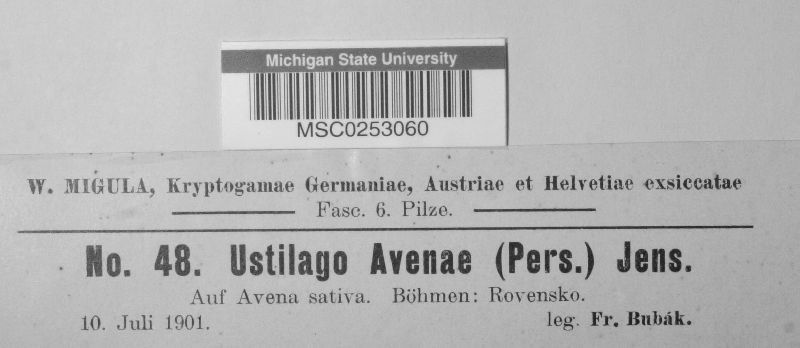 Michigan State University
MSC0253060
W. MIGULA, Kryptogamae Germaniae, Austriae et Helvetiae exsiccatae
Fasc. 6. Pilze.
No. 48. Ustilago Avenae (Pers.) Jens.
Auf Avena sativa. Böhmen: Rovensko.
10. Juli 1901. leg. Fr. Bubák.